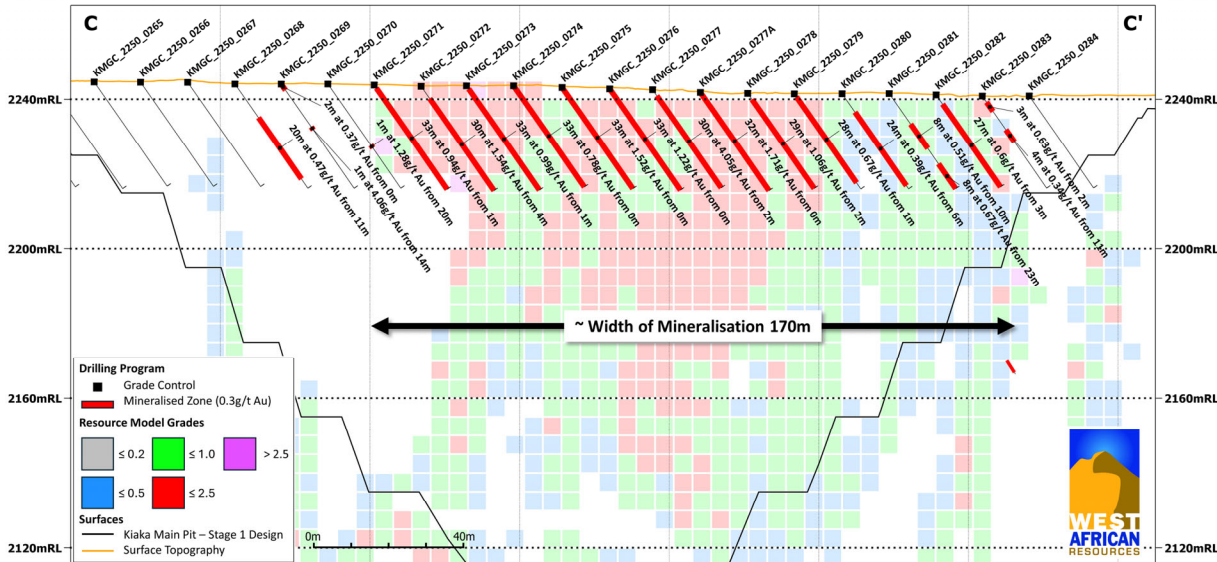 C
C'
KMGC_2250_0265
KMGC_2250_0266
KMGC_2250_0267
KMGC_2250_0268
KMGC_2250_0269
KMGC_2250_0270
KMGC_2250_0271
KMGC_2250_0272
KMGC_2250_0273
KMGC_2250_0274
KMGC_2250_0275
KMGC_2250_0276
KMGC_2250_0277
KMGC_2250_0277A
KMGC_2250_0278
KMGC_2250_0279
KMGC_2250_0280
KMGC_2250_0281
KMGC_2250_0282
KMGC_2250_0283
KMGC_2250_0284
2240mRL
2240mRL
20m at 0.47g/t Au from 11m
2m at 0.37g/t Au from 0m
1m at 4.06g/t Au from 14m
1m at 1.28g/t Au from 20m
33m at 0.94g/t Au from 1m
30m at 1.54g/t Au from 4m
33m at 0.99g/t Au from 1m
33m at 0.78g/t Au from 0m
33m at 1.52g/t Au from 0m
33m at 1.22g/t Au from 0m
30m at 4.05g/t Au from 2m
32m at 1.71g/t Au from 0m
29m at 1.06g/t Au from 2m
28m at 0.67g/t Au from 1m
24m at 0.39g/t Au from 6m
8m at 0.51g/t Au from 10m
8m at 0.67g/t Au from 23m
27m at 0.6g/t Au from 3m
3m at 0.63g/t Au from 2m
4m at 0.34g/t Au from 11m
2200mRL
2200mRL
~ Width of Mineralisation 170m
2160mRL
2160mRL
2120mRL
2120mRL
Drilling Program
Grade Control
Mineralised Zone (0.3g/t Au)
Resource Model Grades
≤ 0.2
≤ 1.0
> 2.5
≤ 0.5
≤ 2.5
Surfaces
Kiaka Main Pit – Stage 1 Design
Surface Topography
0m
40m
WEST
AFRICAN
RESOURCES